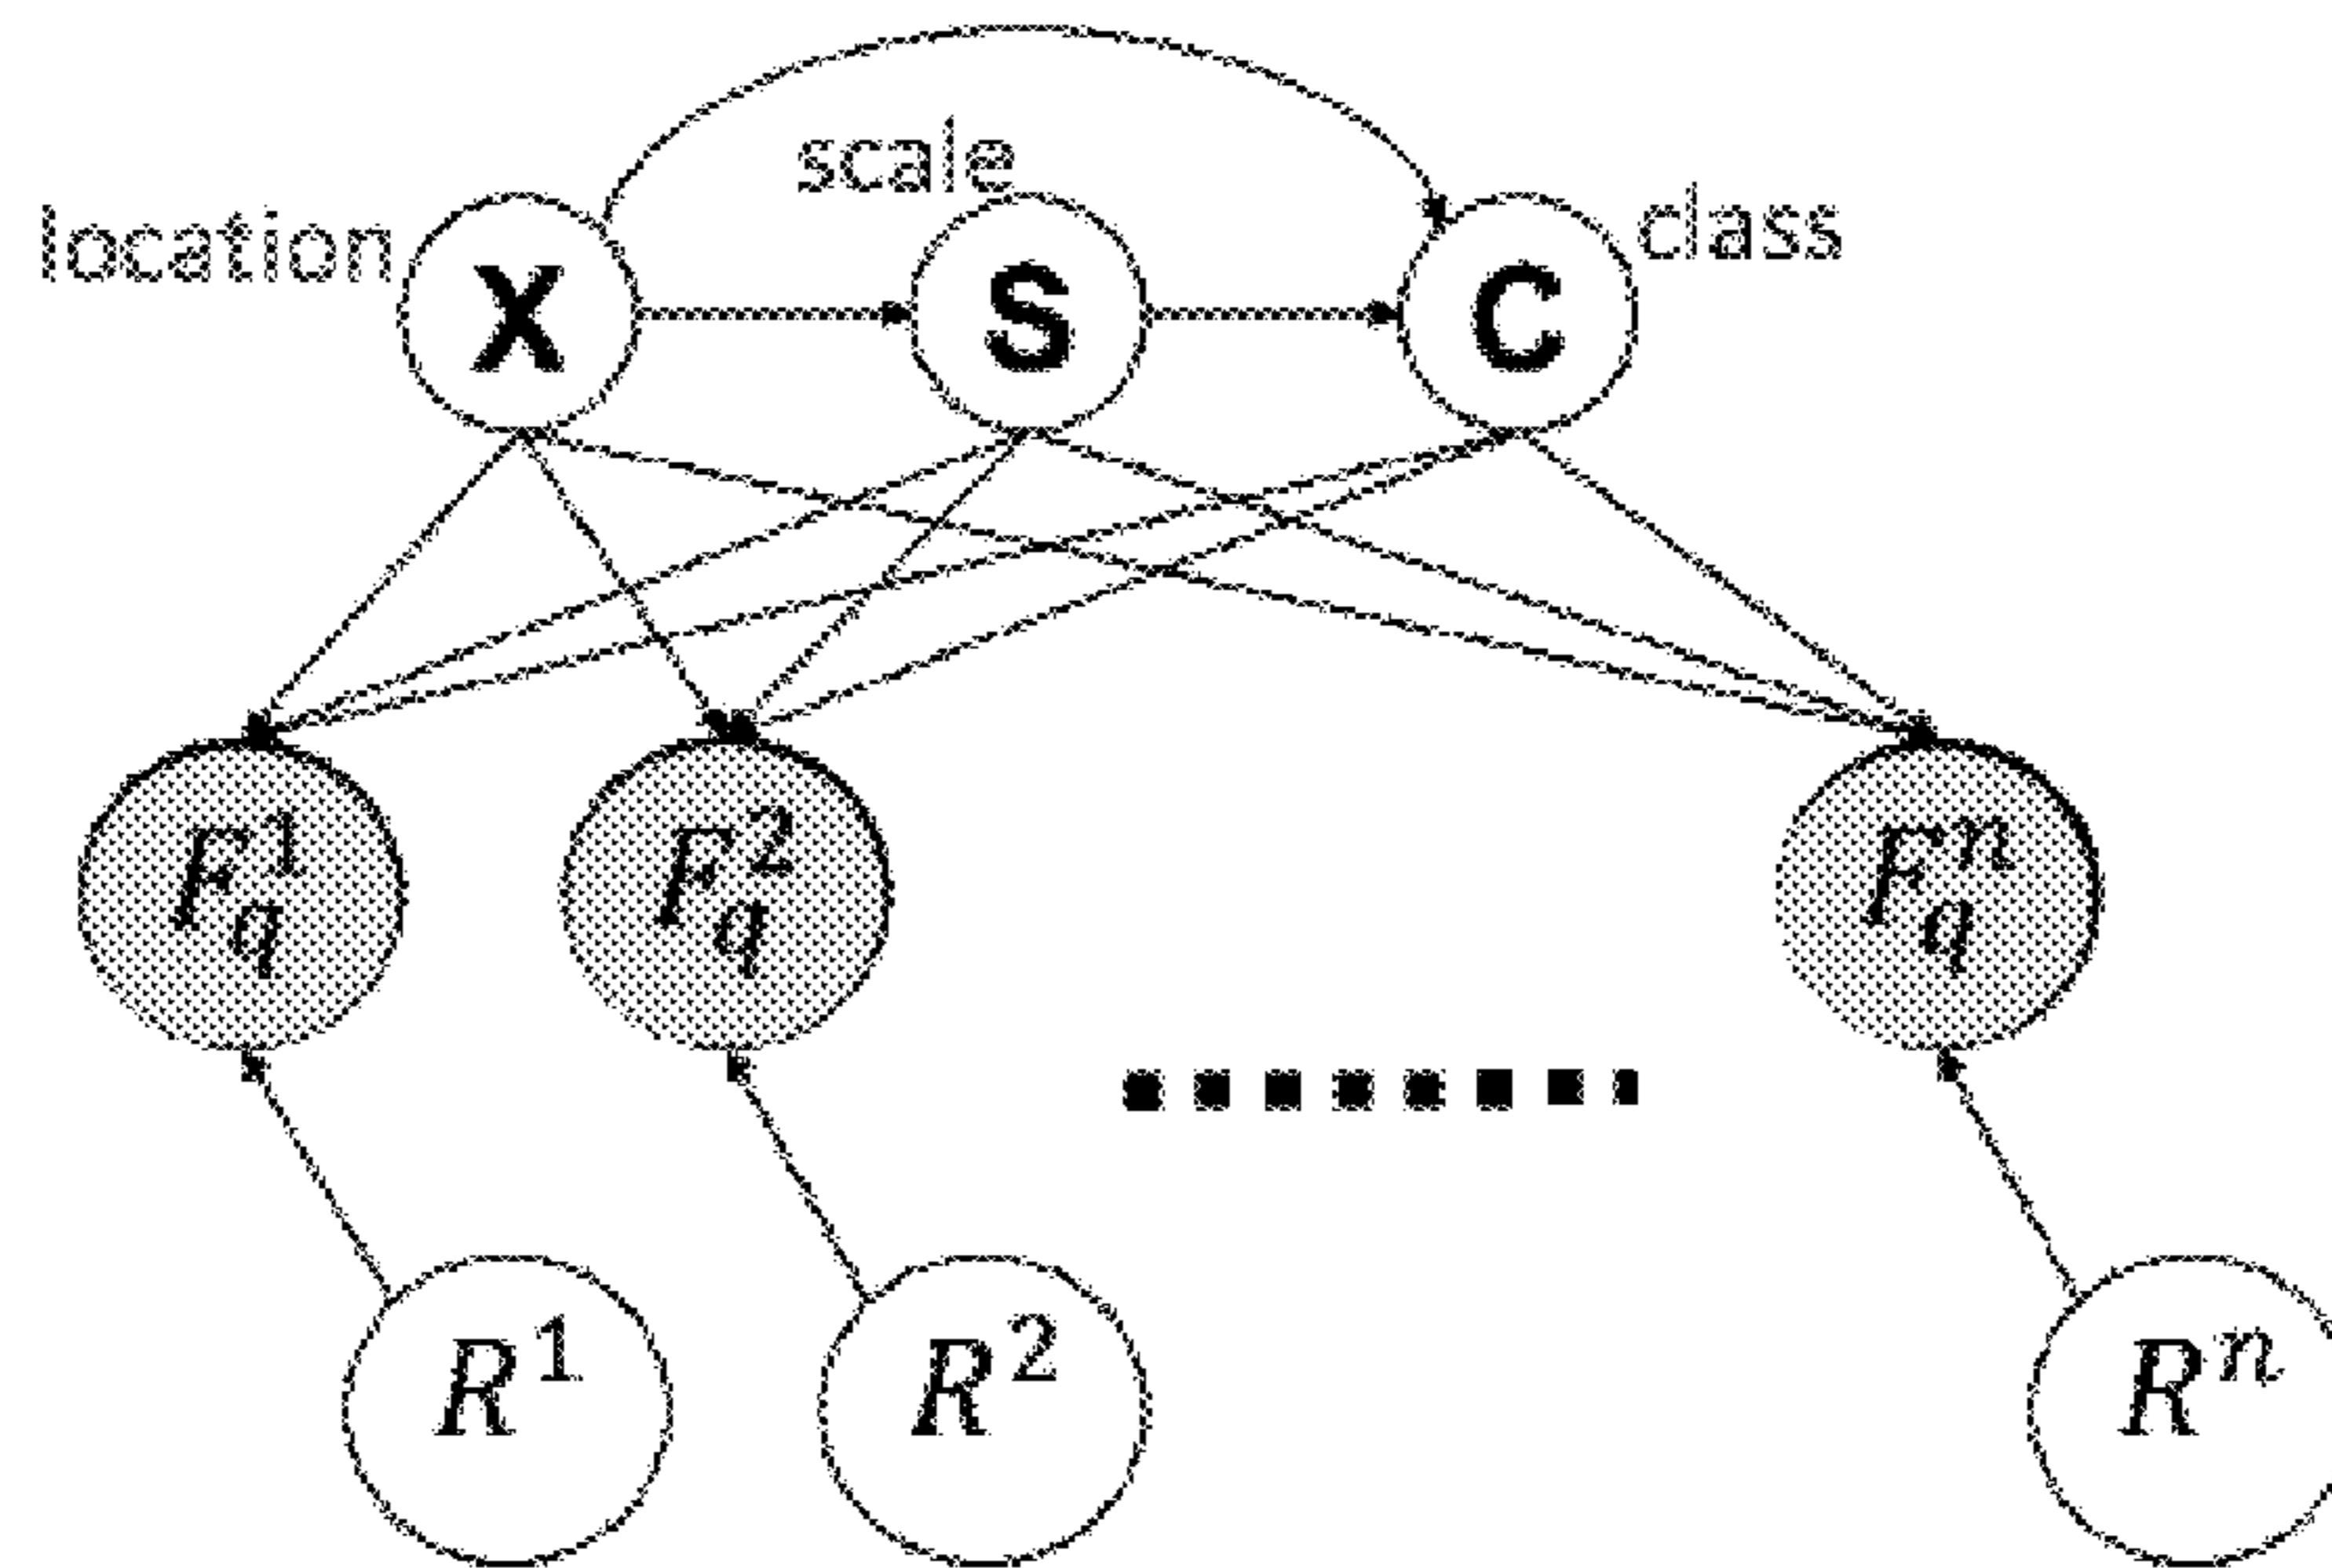 scale
location
class
X S C
F_q^1 F_q^2 F_q^n
R^1 R^2 R^n